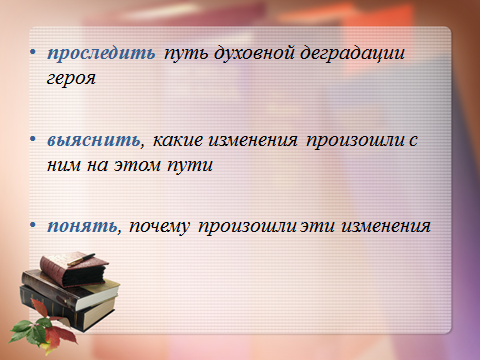 • проследить путь духовной деградации
героя
• выяснить, какие изменения произошли с
ним на этом пути
• понять, почему произошли эти изменения